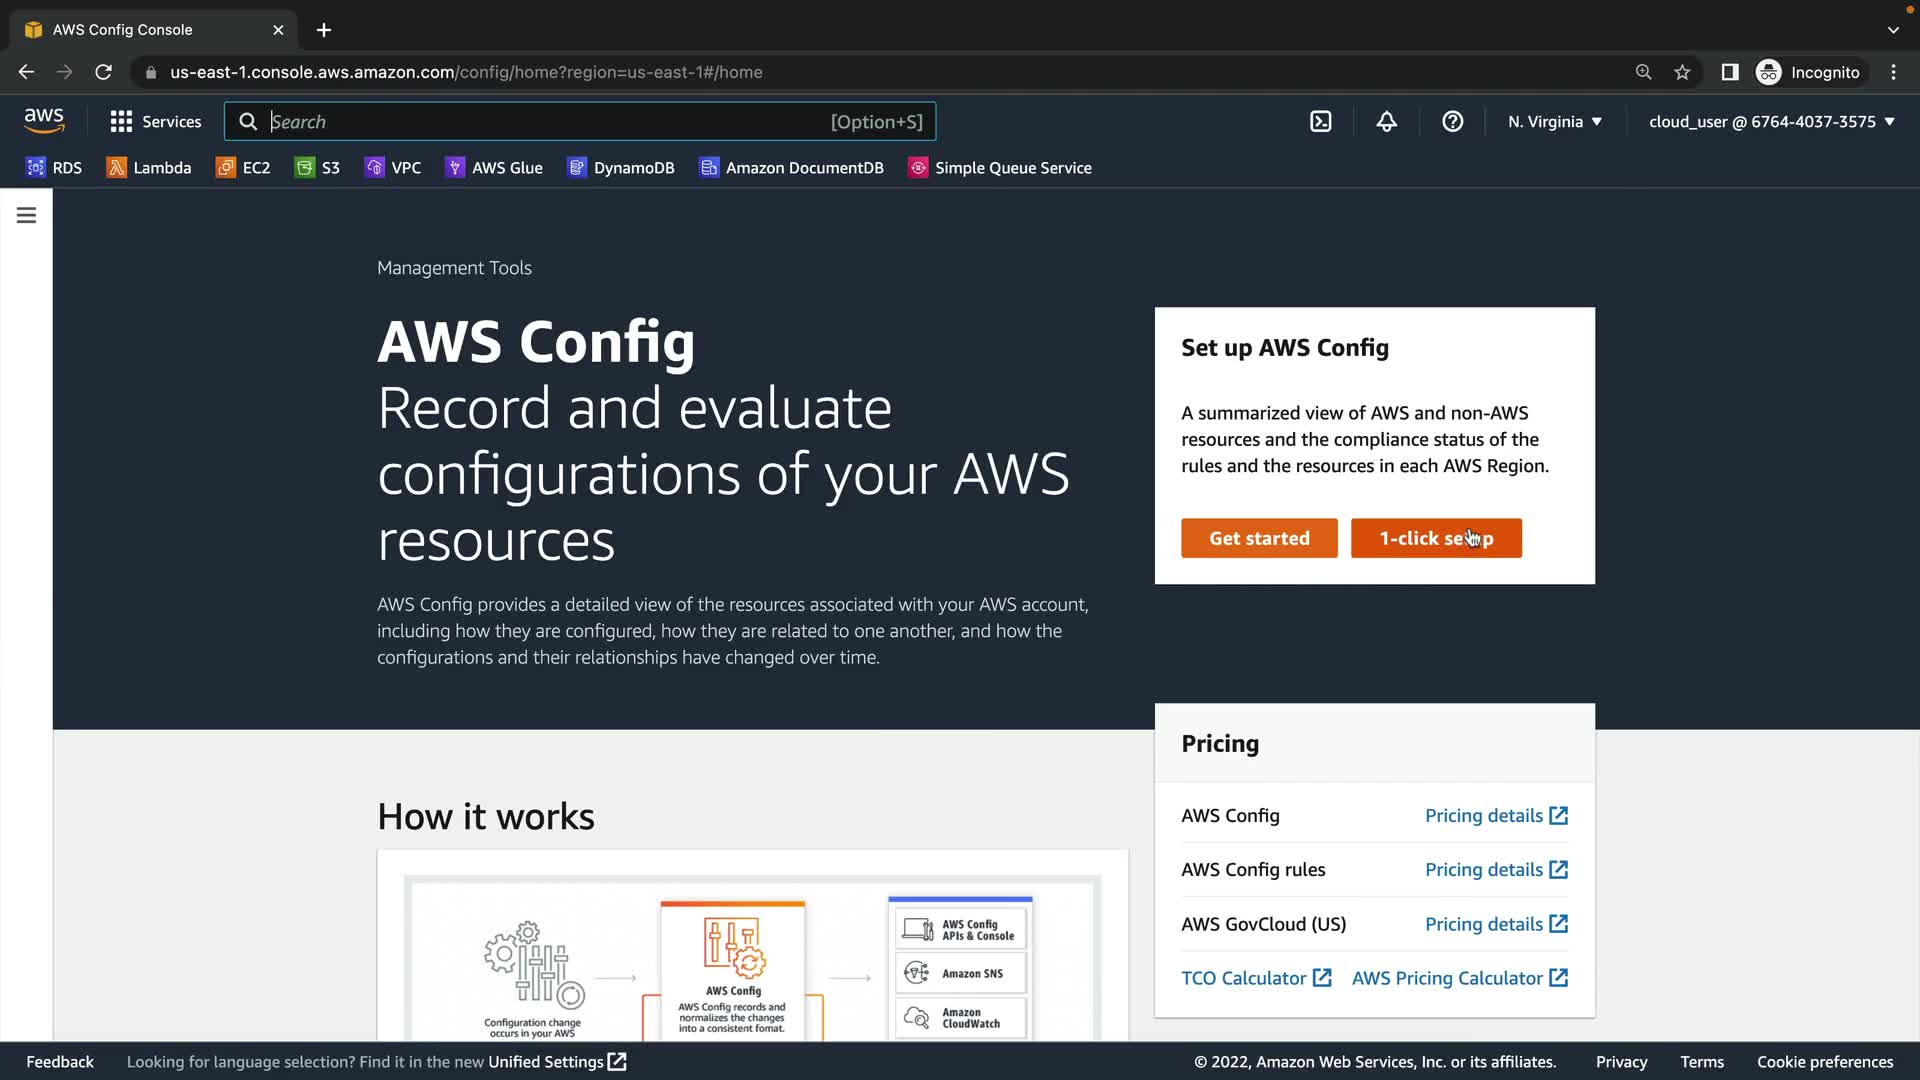 AWS Config Console
us-east-1.console.aws.amazon.com/config/home?region=us-east-1#/home
Incognito
aws
Services
Search
[Option+S]
N. Virginia
cloud_user @ 6764-4037-3575
RDS
Lambda
EC2
S3
VPC
AWS Glue
DynamoDB
Amazon DocumentDB
Simple Queue Service
Management Tools
AWS Config
Record and evaluate
configurations of your AWS
resources
AWS Config provides a detailed view of the resources associated with your AWS account,
including how they are configured, how they are related to one another, and how the
configurations and their relationships have changed over time.
Set up AWS Config
A summarized view of AWS and non-AWS
resources and the compliance status of the
rules and the resources in each AWS Region.
Get started
1-click setup
Pricing
AWS Config Pricing details
AWS Config rules Pricing details
AWS GovCloud (US) Pricing details
TCO Calculator AWS Pricing Calculator
How it works
Configuration change
occurs in your AWS
AWS Config
AWS Config records and
normalizes the changes
into a consistent fomat.
AWS Config
APIs & Console
Amazon SNS
Amazon
CloudWatch
Feedback
Looking for language selection? Find it in the new Unified Settings
© 2022, Amazon Web Services, Inc. or its affiliates.
Privacy
Terms
Cookie preferences